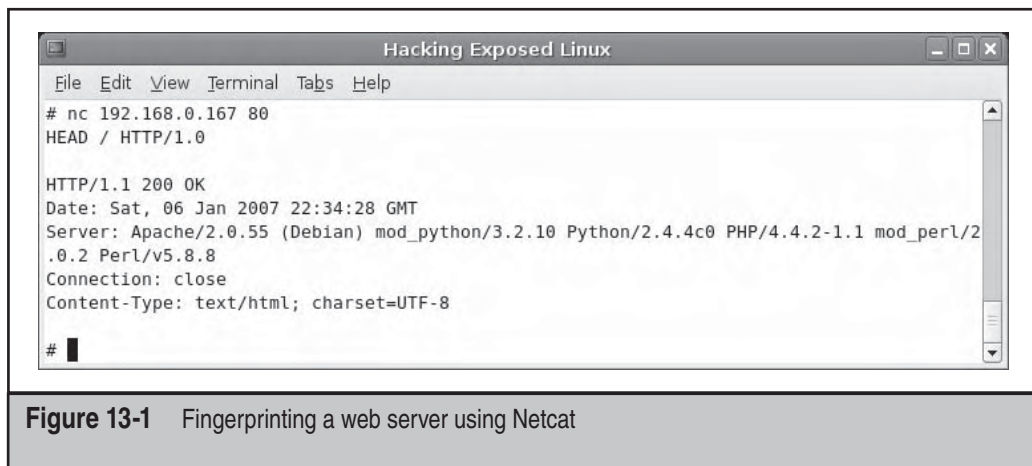 Hacking Exposed Linux
File Edit View Terminal Tabs Help
# nc 192.168.0.167 80
HEAD / HTTP/1.0
HTTP/1.1 200 OK
Date: Sat, 06 Jan 2007 22:34:28 GMT
Server: Apache/2.0.55 (Debian) mod_python/3.2.10 Python/2.4.4c0 PHP/4.4.2-1.1 mod_perl/2
.0.2 Perl/v5.8.8
Connection: close
Content-Type: text/html; charset=UTF-8
#
Figure 13-1 Fingerprinting a web server using Netcat